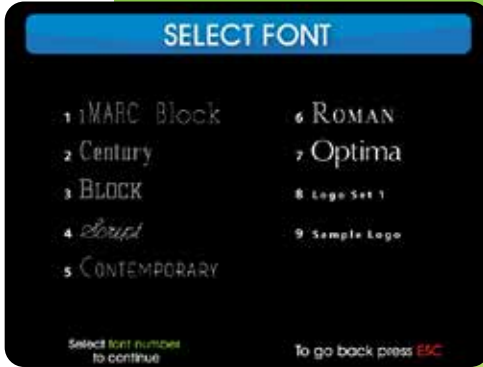 SELECT FONT
1 iMARC Block
2 Century
3 BLOCK
4 Script
5 CONTEMPORARY
6 ROMAN
7 Optima
8 Logo Set 1
9 Sample Logo
Select font number
to continue
To go back press ESC